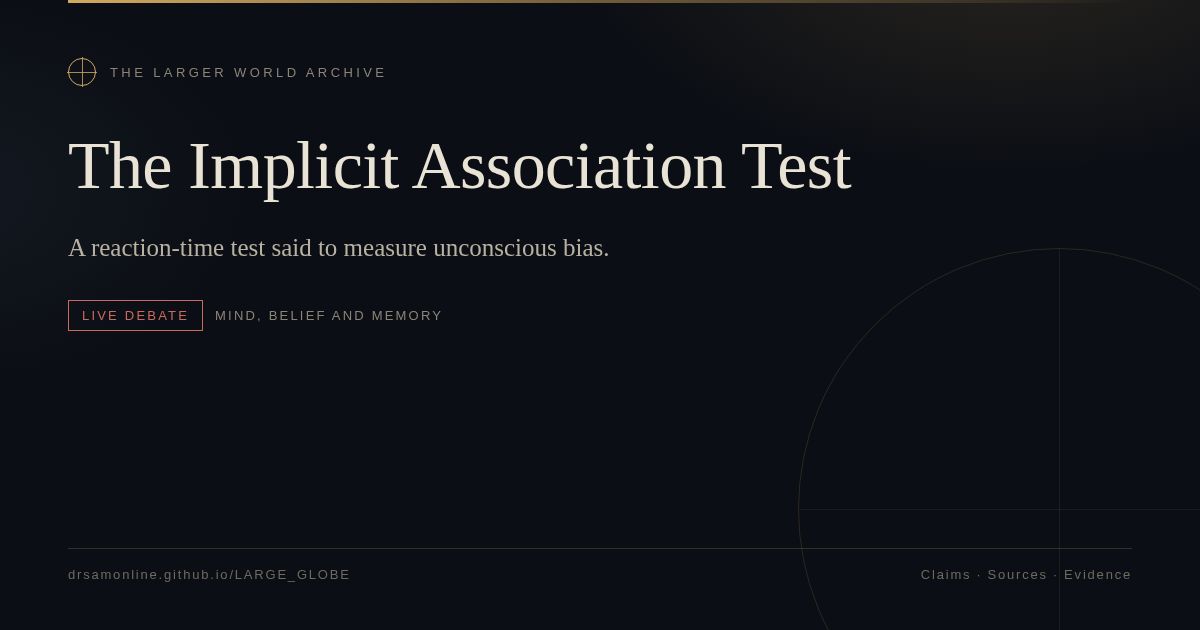 THE LARGER WORLD ARCHIVE
The Implicit Association Test
A reaction-time test said to measure unconscious bias.
LIVE DEBATE MIND, BELIEF AND MEMORY
drsamonline.github.io/LARGE_GLOBE
Claims · Sources · Evidence